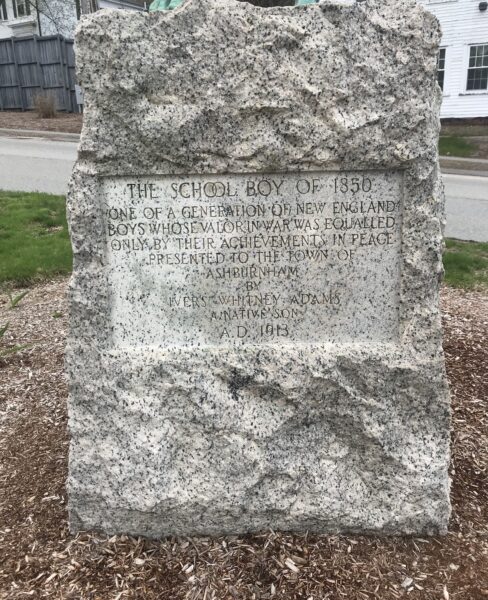 THE SCHOOL BOY OF 1850
ONE OF A GENERATION OF NEW ENGLAND
BOYS WHOSE VALOR IN WAR WAS EQUALLED
ONLY BY THEIR ACHIEVEMENTS IN PEACE
PRESENTED TO THE TOWN OF
ASHBURNHAM
BY
IVERS WHITNEY ADAMS
A NATIVE SON
A.D. 1913